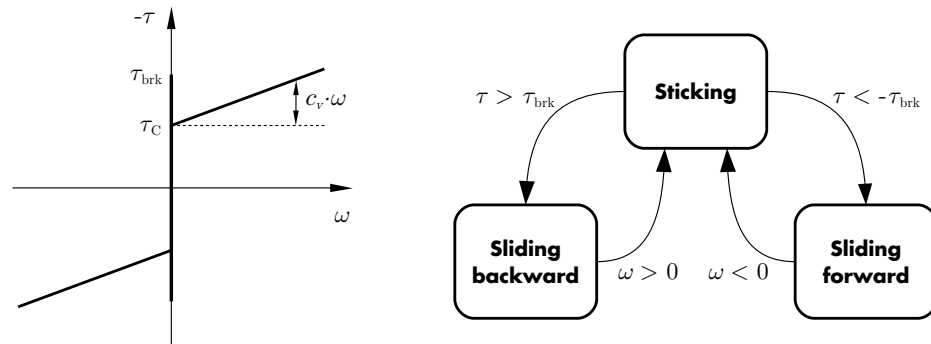 -τ
τ_brk
c_v·ω
τ_C
ω
Sticking
τ > τ_brk
τ < -τ_brk
Sliding
backward
ω > 0
ω < 0
Sliding
forward